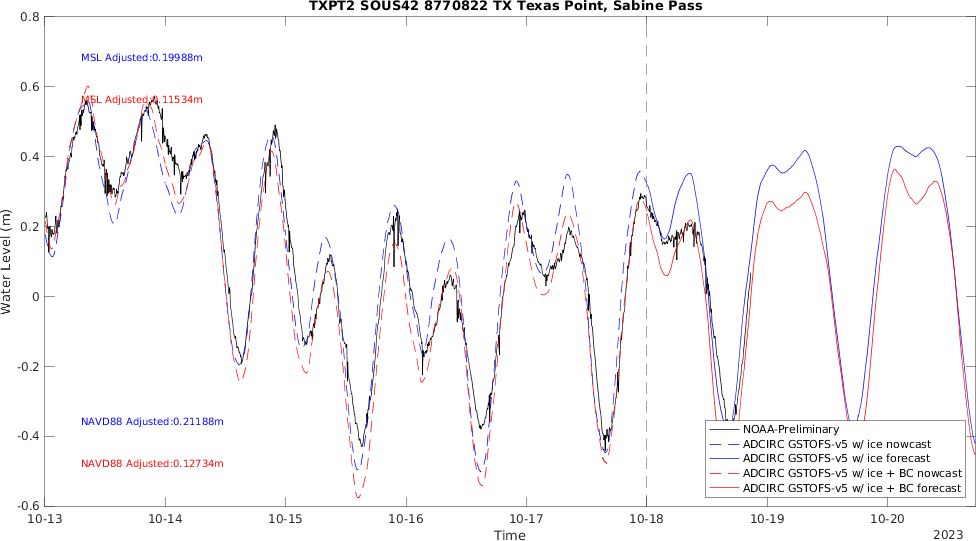 TXPT2 SOUS42 8770822 TX Texas Point, Sabine Pass
0.8
0.6
0.4
0.2
0
-0.2
-0.4
-0.6
Water Level (m)
MSL Adjusted:0.19988m
MSL Adjusted:0.11534m
NAVD88 Adjusted:0.21188m
NAVD88 Adjusted:0.12734m
NOAA-Preliminary
ADCIRC GSTOFS-v5 w/ ice nowcast
ADCIRC GSTOFS-v5 w/ ice forecast
ADCIRC GSTOFS-v5 w/ ice + BC nowcast
ADCIRC GSTOFS-v5 w/ ice + BC forecast
10-13 10-14 10-15 10-16 10-17 10-18 10-19 10-20
Time
2023